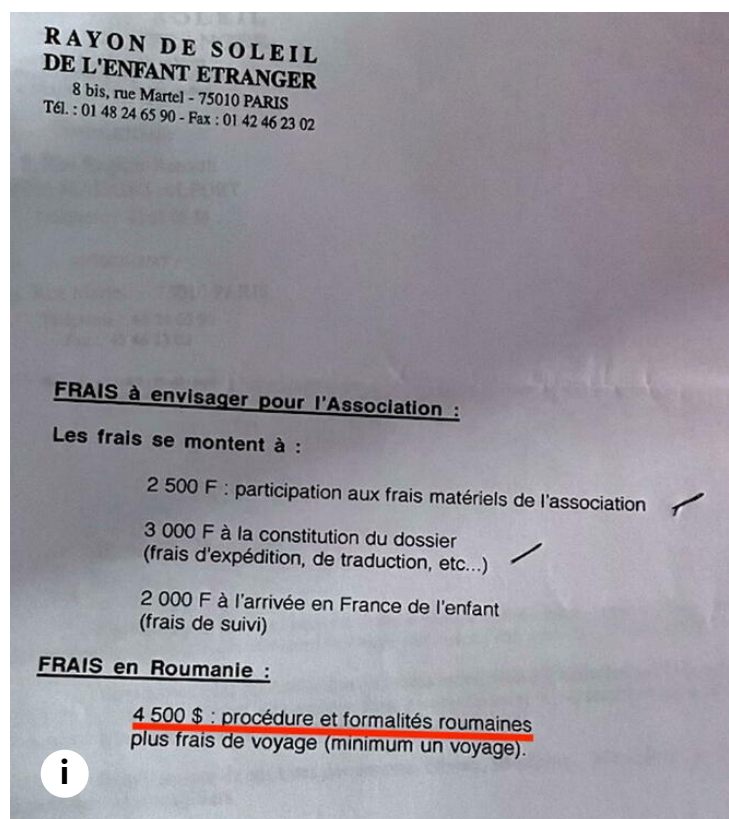 RAYON DE SOLEIL
DE L'ENFANT ETRANGER
8 bis, rue Martel - 75010 PARIS
Tél. : 01 48 24 65 90 - Fax : 01 42 46 23 02
FRAIS à envisager pour l'Association :
Les frais se montent à :
2 500 F : participation aux frais matériels de l'association
3 000 F à la constitution du dossier
(frais d'expédition, de traduction, etc...)
2 000 F à l'arrivée en France de l'enfant
(frais de suivi)
FRAIS en Roumanie :
4 500 $ : procédure et formalités roumaines
plus frais de voyage (minimum un voyage).
i